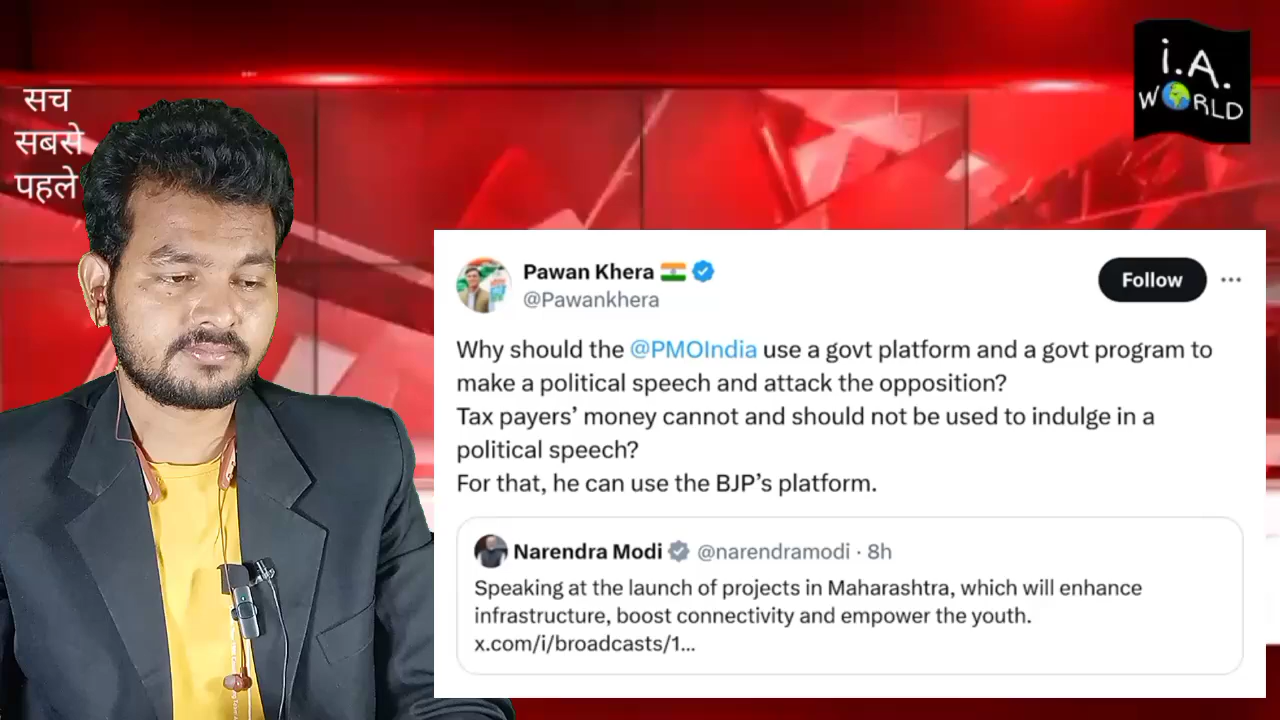 सच
सबसे
पहले
i.A.
WORLD
Pawan Khera
@Pawankhera
Follow
Why should the @PMOIndia use a govt platform and a govt program to
make a political speech and attack the opposition?
Tax payers’ money cannot and should not be used to indulge in a
political speech?
For that, he can use the BJP’s platform.
Narendra Modi @narendramodi · 8h
Speaking at the launch of projects in Maharashtra, which will enhance
infrastructure, boost connectivity and empower the youth.
x.com/i/broadcasts/1...